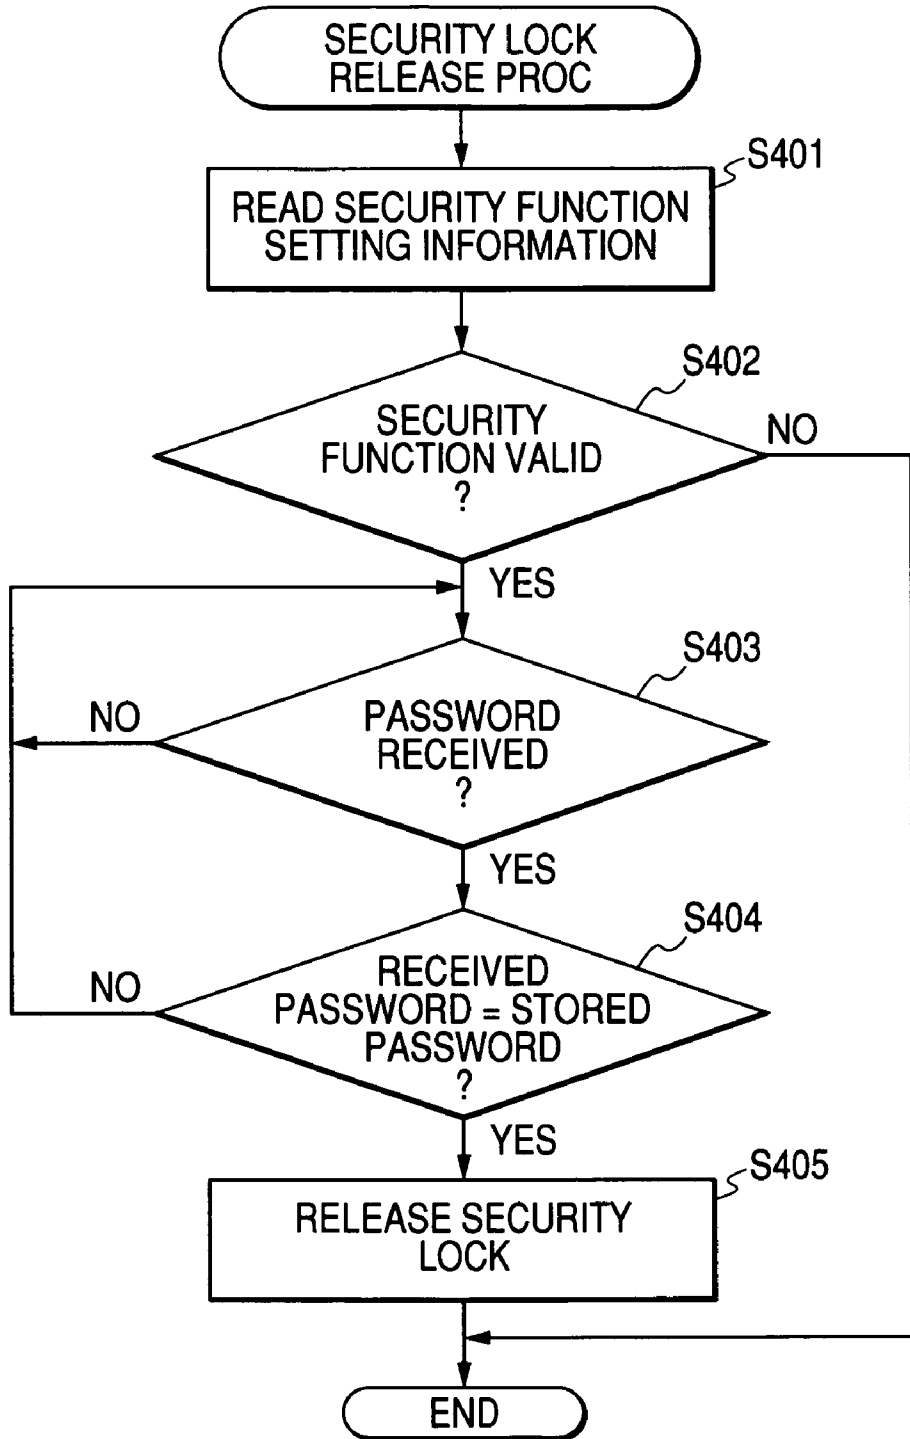 SECURITY LOCK
RELEASE PROC
S401
READ SECURITY FUNCTION
SETTING INFORMATION
S402
SECURITY
FUNCTION VALID
?
NO
YES
S403
PASSWORD
RECEIVED
?
NO
YES
S404
RECEIVED
PASSWORD = STORED
PASSWORD
?
NO
YES
S405
RELEASE SECURITY
LOCK
END